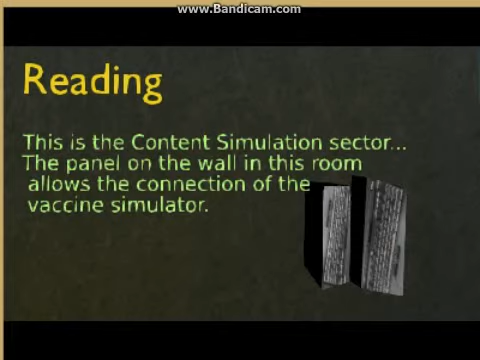 www.Bandicam.com
Reading
This is the Content Simulation sector...
The panel on the wall in this room
allows the connection of the
vaccine simulator.